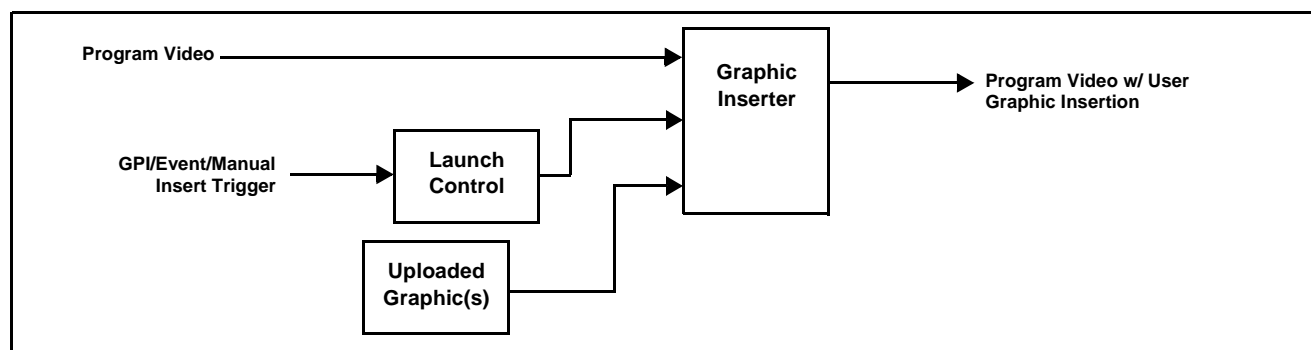 Program Video
Graphic
Inserter
Program Video w/ User
Graphic Insertion
GPI/Event/Manual
Insert Trigger
Launch
Control
Uploaded
Graphic(s)